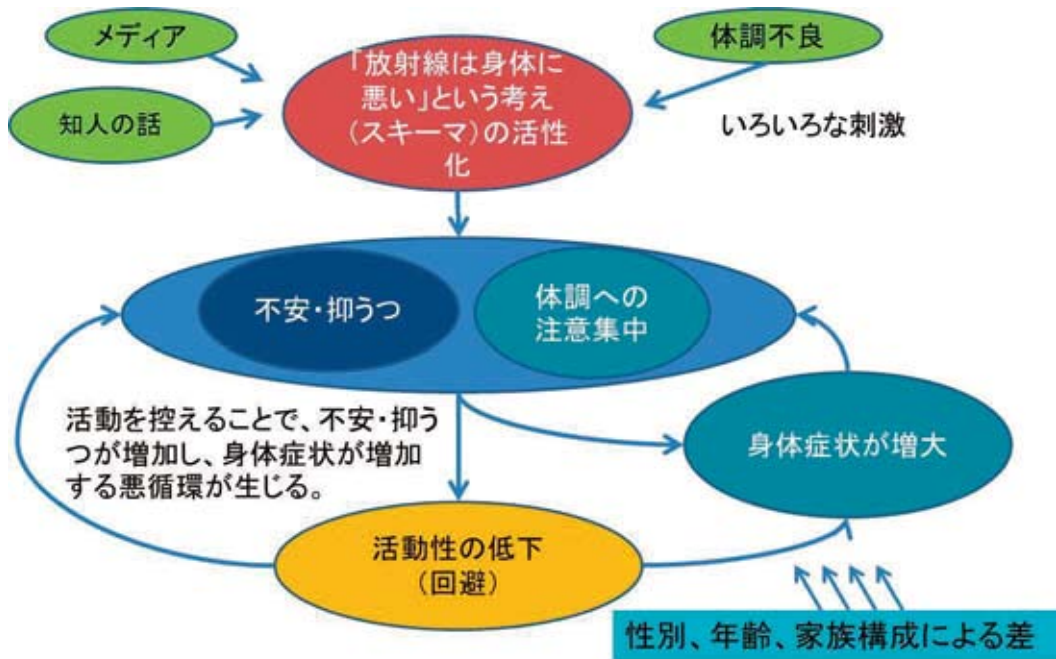 メディア
体調不良
「放射線は身体に
悪い」という考え
(スキーマ)の活性
化
知人の話
いろいろな刺激
不安・抑うつ
体調への
注意集中
活動を控えることで、不安・抑う
つが増加し、身体症状が増加
する悪循環が生じる。
身体症状が増大
活動性の低下
(回避)
性別、年齢、家族構成による差